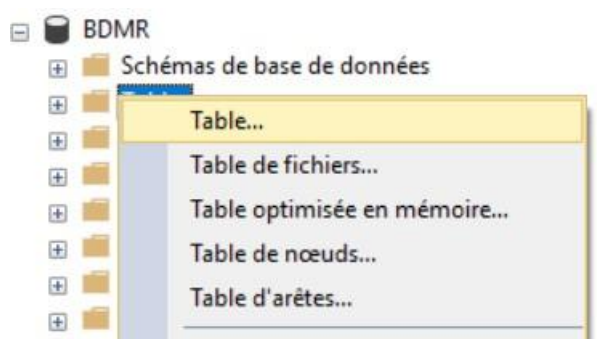 BDMR
Schémas de base de données
Table...
Table de fichiers...
Table optimisée en mémoire...
Table de nœuds...
Table d'arêtes...